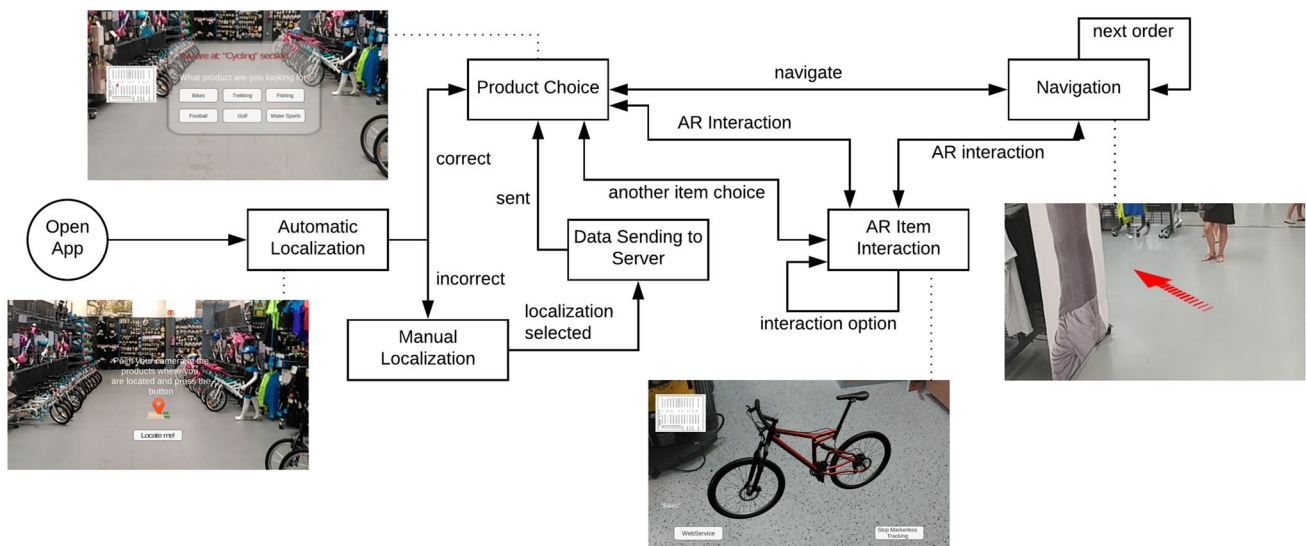 You are at: "Cycling" section
What product are you looking for
Bikes
Trekking
Fishing
Football
Golf
Water Sports
Product Choice
navigate
next order
Navigation
AR Interaction
AR interaction
correct
sent
another item choice
Open
App
Automatic
Localization
Data Sending to
Server
AR Item
Interaction
incorrect
localization
selected
interaction option
Manual
Localization
Point your camera at the
products where you
are located and press the
button
Locate me!
WebService
Stop Markerless
Tracking